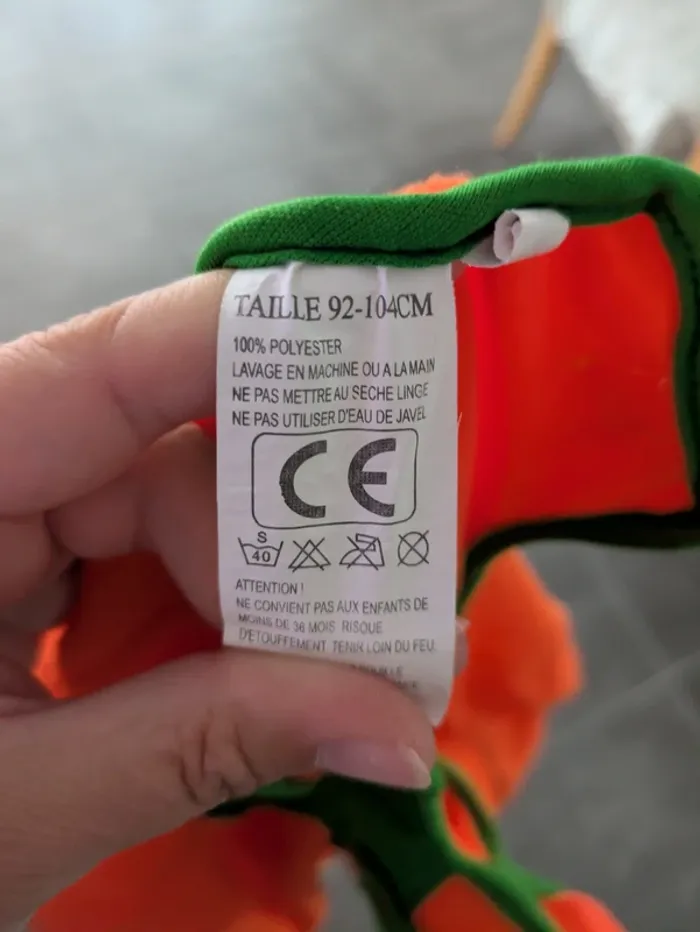 TAILLE 92-104CM
100% POLYESTER
LAVAGE EN MACHINE OU A LA MAIN
NE PAS METTRE AU SECHE LINGE
NE PAS UTILISER D'EAU DE JAVEL
CE
S
40
ATTENTION !
NE CONVIENT PAS AUX ENFANTS DE
MOINS DE 36 MOIS RISQUE
D'ETOUFFEMENT TENIR LOIN DU FEU.